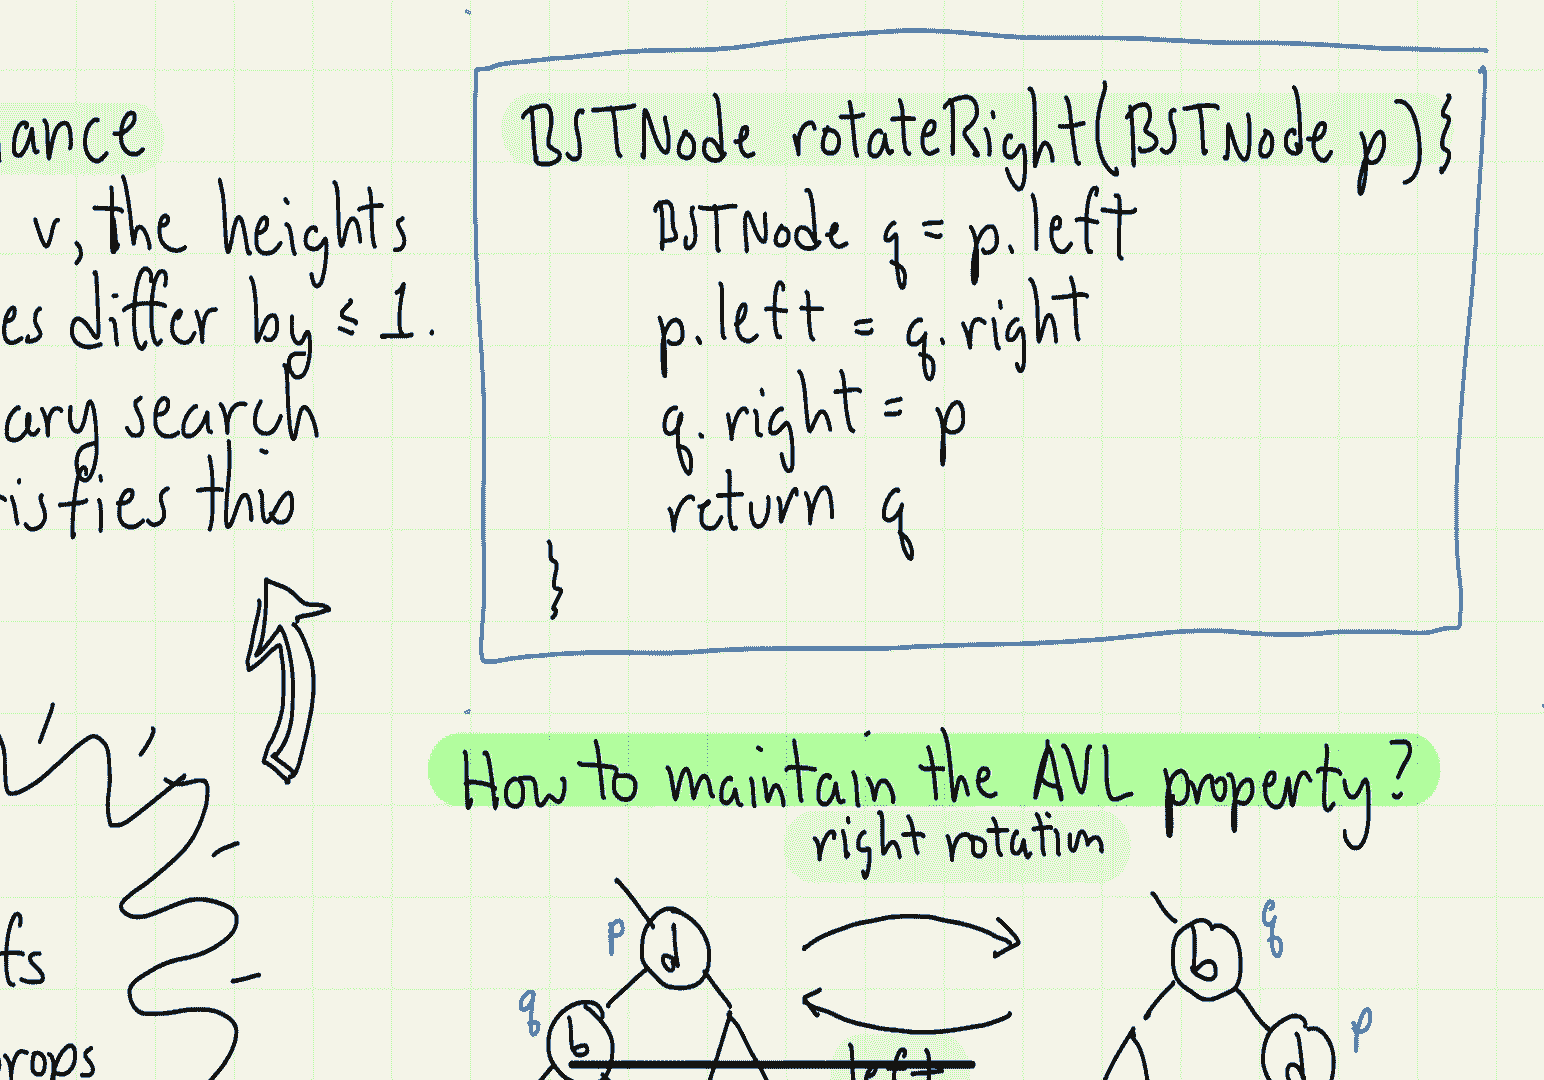 ance
v, the heights
es differ by ≤ 1.
ary search
isfies this
BSTNode rotateRight(BSTNode p){
BSTNode q = p.left
p.left = q.right
q.right = p
return q
}
How to maintain the AVL property?
right rotation
p
d
q
b
left
b
q
d
p
fs
rops